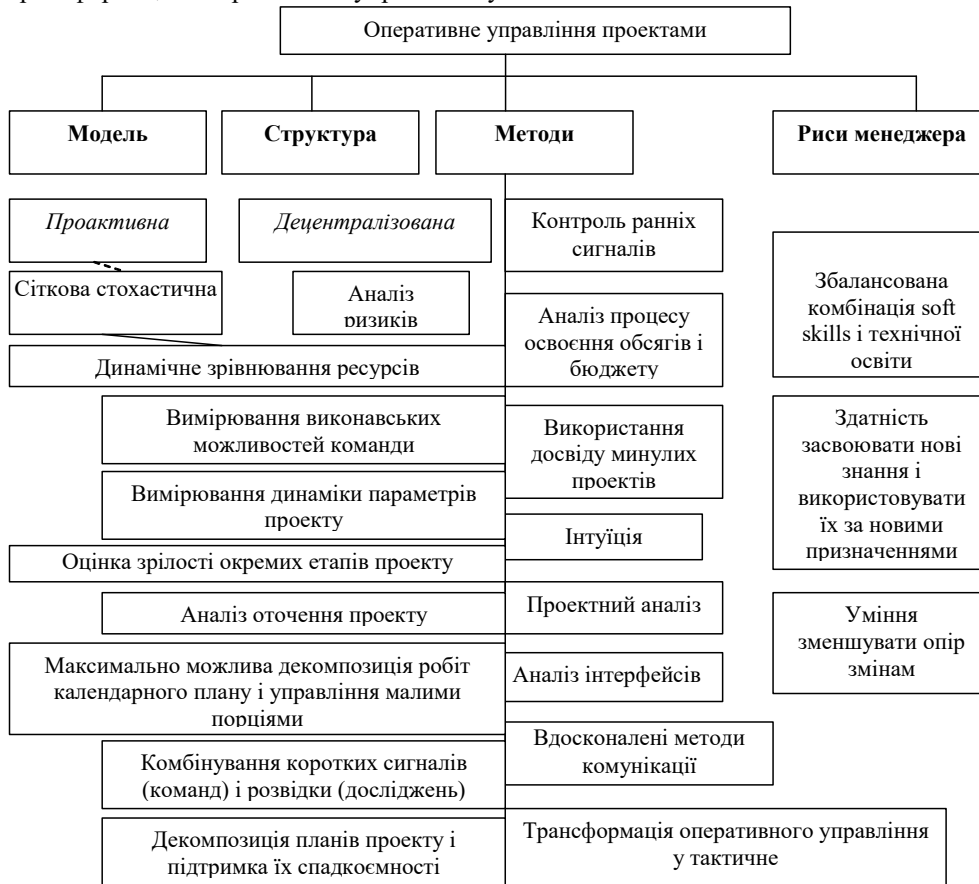 Оперативне управління проектами
Модель
Структура
Методи
Риси менеджера
Проактивна
Децентралізована
Контроль ранніх
сигналів
Сіткова стохастична
Аналіз
ризиків
Збалансована
комбінація soft
skills і технічної
освіти
Аналіз процесу
освоєння обсягів і
бюджету
Динамічне зрівнювання ресурсів
Вимірювання виконавських
можливостей команди
Використання
досвіду минулих
проектів
Здатність
засвоювати нові
знання і
використовувати
їх за новими
призначеннями
Вимірювання динаміки параметрів
проекту
Інтуїція
Оцінка зрілості окремих етапів проекту
Аналіз оточення проекту
Проектний аналіз
Уміння
зменшувати опір
змінам
Максимально можлива декомпозиція робіт
календарного плану і управління малими
порціями
Аналіз інтерфейсів
Вдосконалені методи
комунікації
Комбінування коротких сигналів
(команд) і розвідки (досліджень)
Декомпозиція планів проекту і
підтримка їх спадкоємності
Трансформація оперативного управління
у тактичне